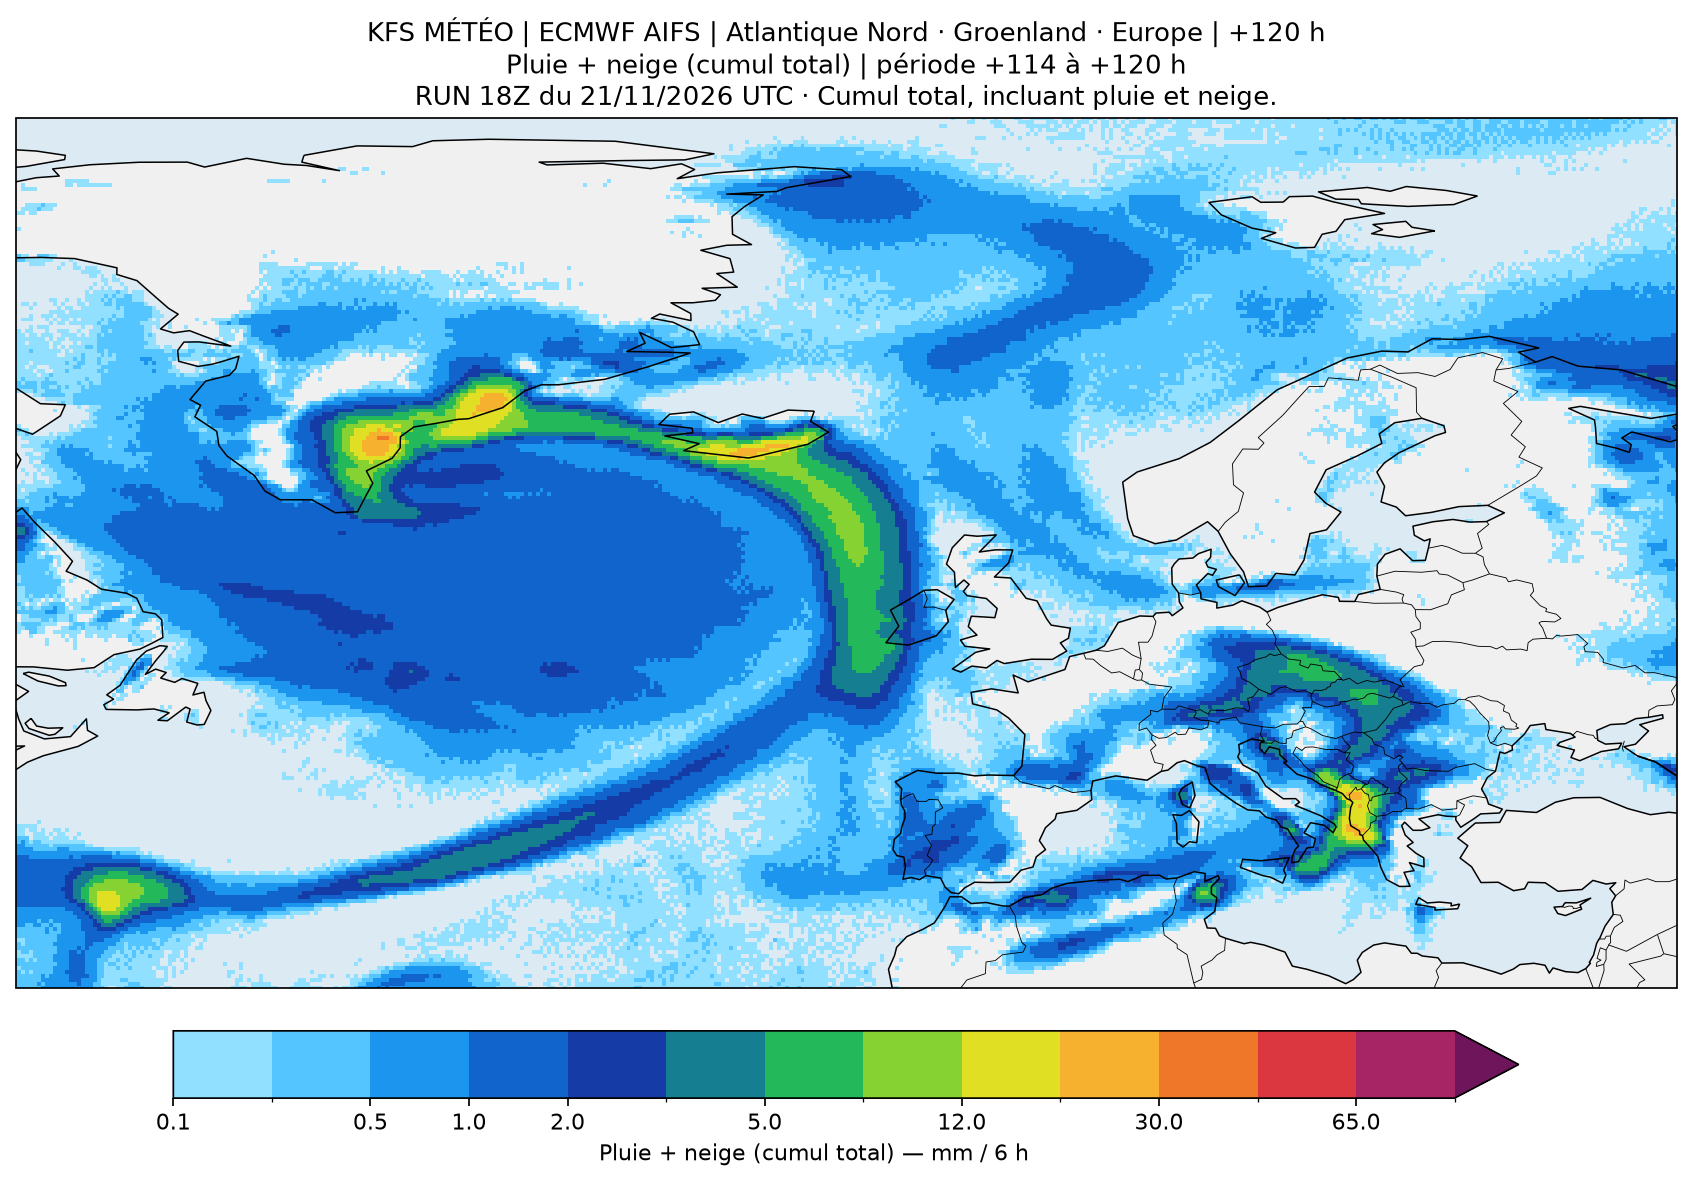 KFS MÉTÉO | ECMWF AIFS | Atlantique Nord · Groenland · Europe | +120 h
Pluie + neige (cumul total) | période +114 à +120 h
RUN 18Z du 21/11/2026 UTC · Cumul total, incluant pluie et neige.
0.1 0.5 1.0 2.0 5.0 12.0 30.0 65.0
Pluie + neige (cumul total) — mm / 6 h